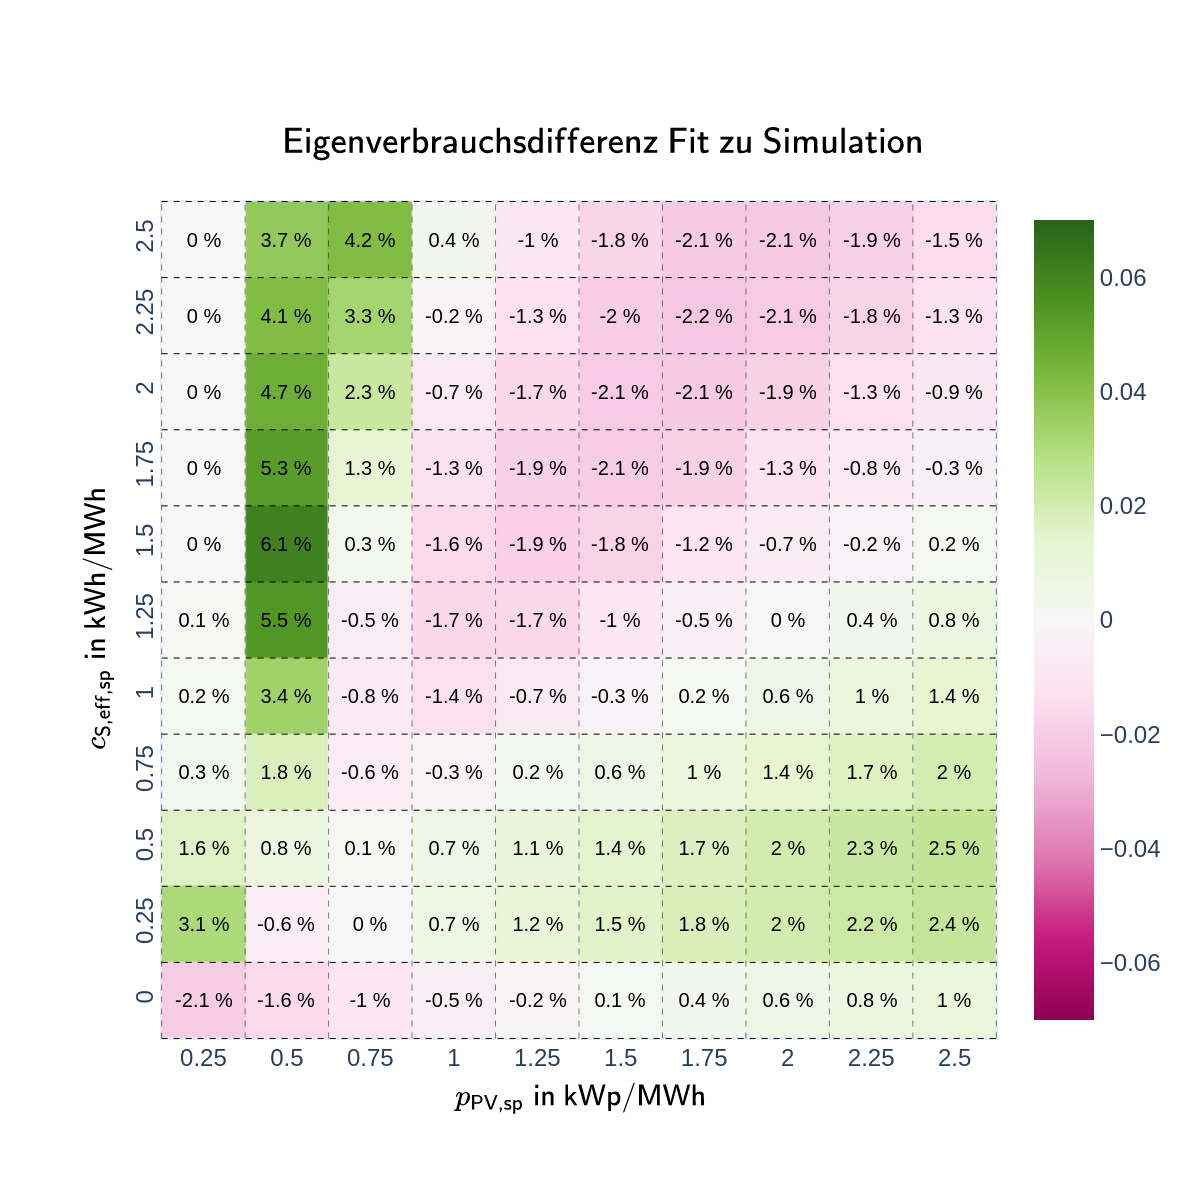 Eigenverbrauchsdifferenz Fit zu Simulation
2.5 0 % 3.7 % 4.2 % 0.4 % -1 % -1.8 % -2.1 % -2.1 % -1.9 % -1.5 %
2.25 0 % 4.1 % 3.3 % -0.2 % -1.3 % -2 % -2.2 % -2.1 % -1.8 % -1.3 %
2 0 % 4.7 % 2.3 % -0.7 % -1.7 % -2.1 % -2.1 % -1.9 % -1.3 % -0.9 %
1.75 0 % 5.3 % 1.3 % -1.3 % -1.9 % -2.1 % -1.9 % -1.3 % -0.8 % -0.3 %
1.5 0 % 6.1 % 0.3 % -1.6 % -1.9 % -1.8 % -1.2 % -0.7 % -0.2 % 0.2 %
1.25 0.1 % 5.5 % -0.5 % -1.7 % -1.7 % -1 % -0.5 % 0 % 0.4 % 0.8 %
1 0.2 % 3.4 % -0.8 % -1.4 % -0.7 % -0.3 % 0.2 % 0.6 % 1 % 1.4 %
0.75 0.3 % 1.8 % -0.6 % -0.3 % 0.2 % 0.6 % 1 % 1.4 % 1.7 % 2 %
0.5 1.6 % 0.8 % 0.1 % 0.7 % 1.1 % 1.4 % 1.7 % 2 % 2.3 % 2.5 %
0.25 3.1 % -0.6 % 0 % 0.7 % 1.2 % 1.5 % 1.8 % 2 % 2.2 % 2.4 %
0 -2.1 % -1.6 % -1 % -0.5 % -0.2 % 0.1 % 0.4 % 0.6 % 0.8 % 1 %
0.25 0.5 0.75 1 1.25 1.5 1.75 2 2.25 2.5
p PV,sp in kWp/MWh
c S,eff,sp in kWh/MWh
0.06
0.04
0.02
0
−0.02
−0.04
−0.06